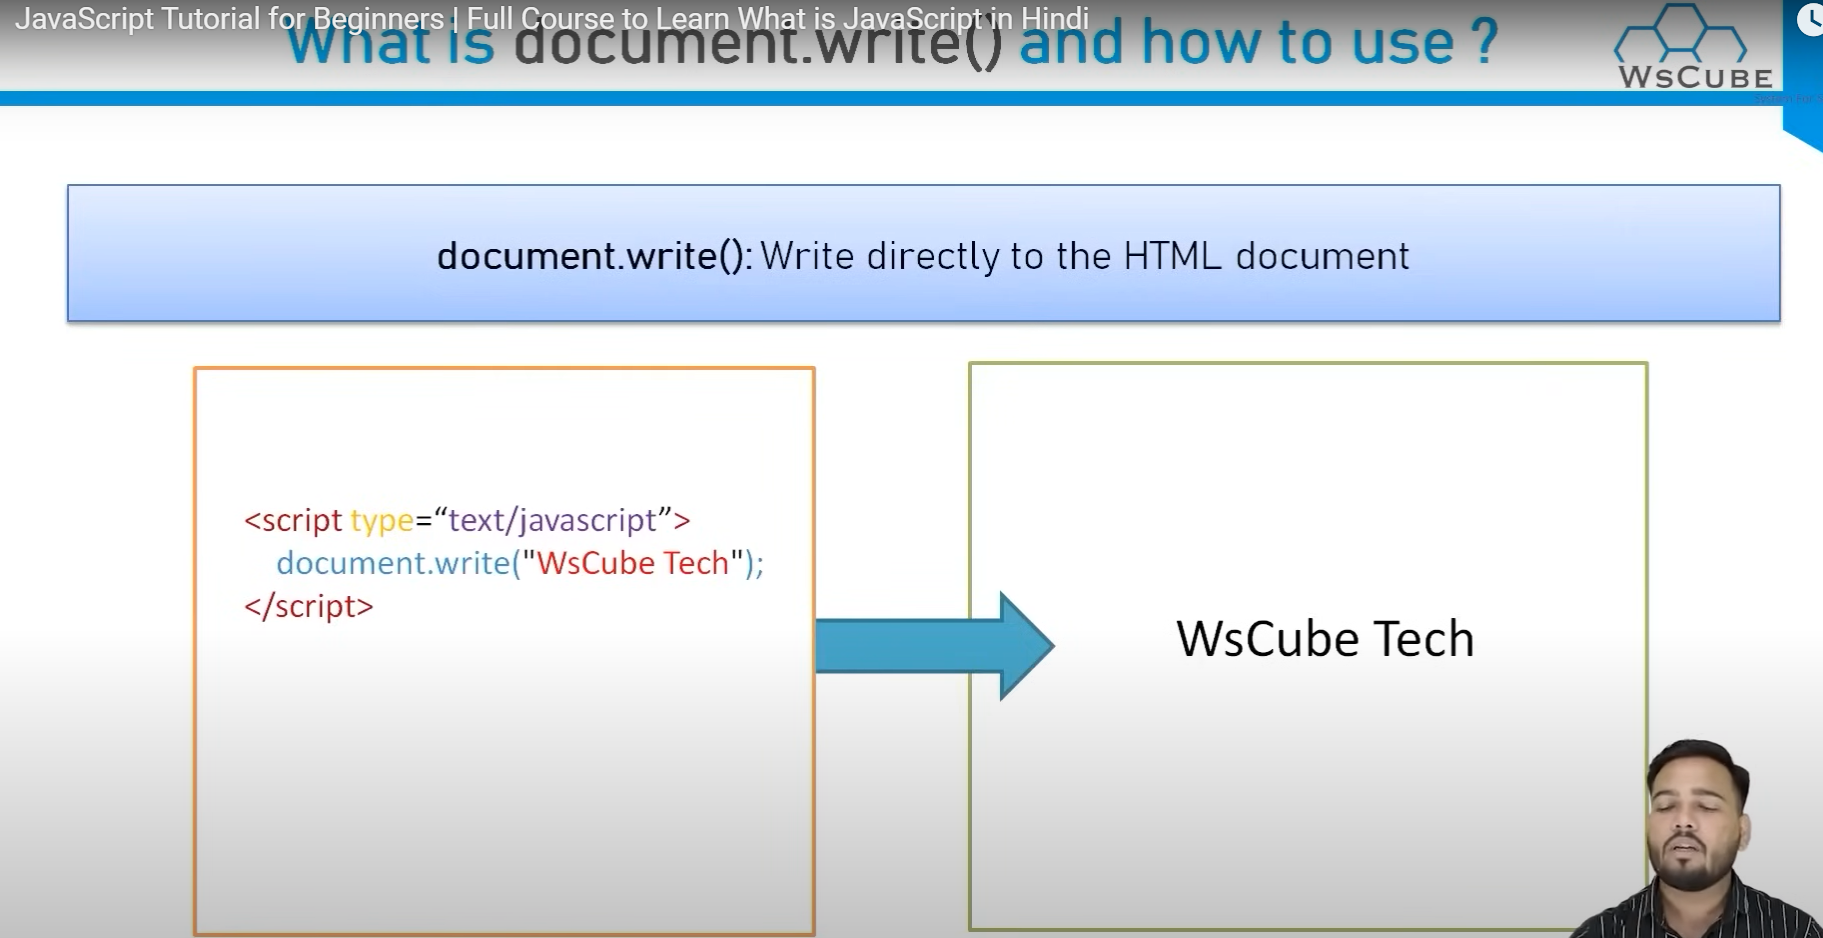 JavaScript Tutorial for Beginners | Full Course to Learn What is JavaScript in Hindi
What is document.write() and how to use ?
WsCube
document.write(): Write directly to the HTML document
<script type=“text/javascript”>
document.write("WsCube Tech");
</script>
WsCube Tech